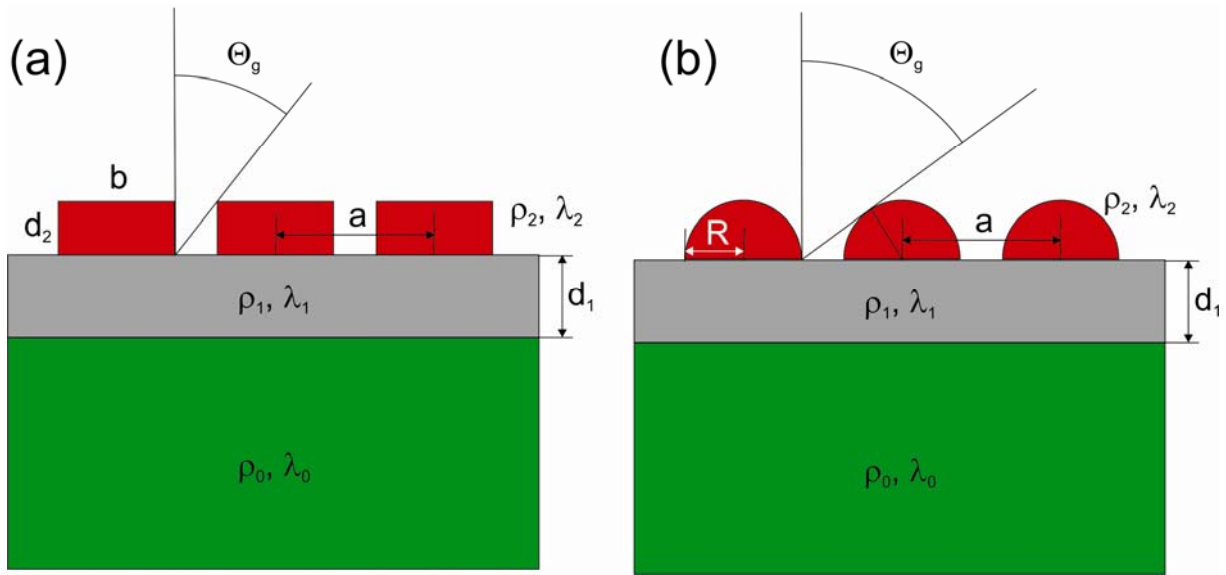 (a)
Θg
b
d2
a
ρ2, λ2
ρ1, λ1
d1
ρ0, λ0
(b)
Θg
R
a
ρ2, λ2
ρ1, λ1
d1
ρ0, λ0